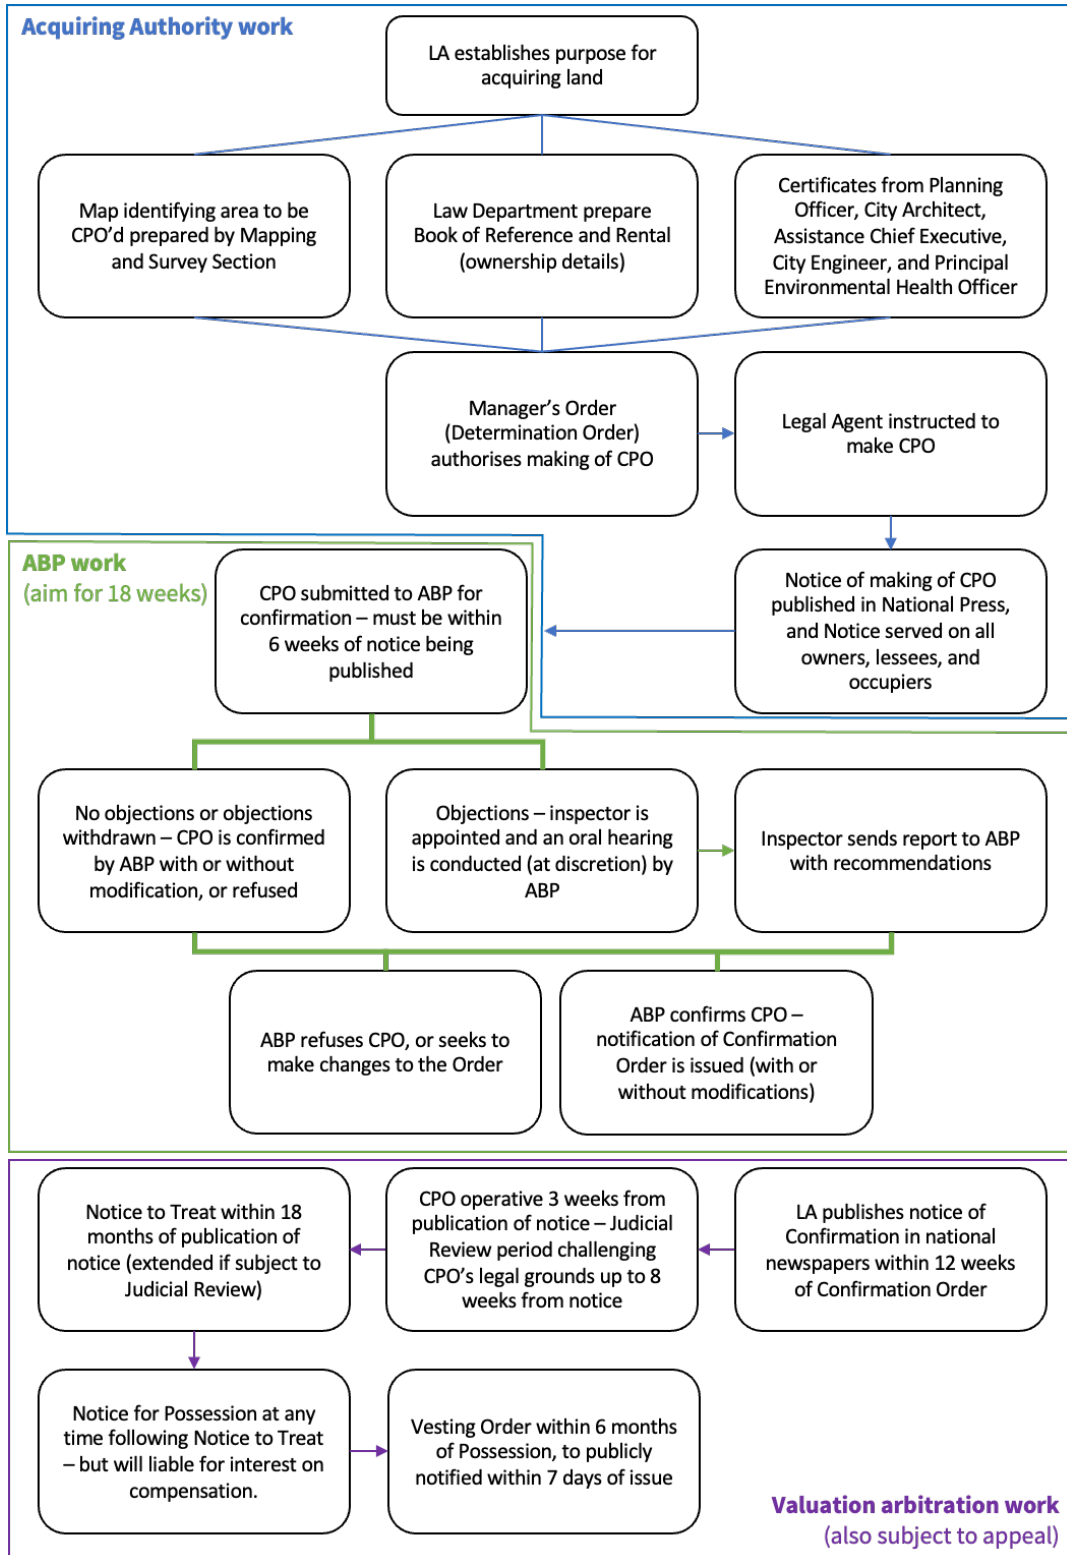 Acquiring Authority work
LA establishes purpose for
acquiring land
Map identifying area to be
CPO'd prepared by Mapping
and Survey Section
Law Department prepare
Book of Reference and Rental
(ownership details)
Certificates from Planning
Officer, City Architect,
Assistance Chief Executive,
City Engineer, and Principal
Environmental Health Officer
Manager's Order
(Determination Order)
authorises making of CPO
Legal Agent instructed to
make CPO
Notice of making of CPO
published in National Press,
and Notice served on all
owners, lessees, and
occupiers
ABP work
(aim for 18 weeks)
CPO submitted to ABP for
confirmation – must be within
6 weeks of notice being
published
No objections or objections
withdrawn – CPO is confirmed
by ABP with or without
modification, or refused
Objections – inspector is
appointed and an oral hearing
is conducted (at discretion) by
ABP
Inspector sends report to ABP
with recommendations
ABP refuses CPO, or seeks to
make changes to the Order
ABP confirms CPO –
notification of Confirmation
Order is issued (with or
without modifications)
LA publishes notice of
Confirmation in national
newspapers within 12 weeks
of Confirmation Order
CPO operative 3 weeks from
publication of notice – Judicial
Review period challenging
CPO's legal grounds up to 8
weeks from notice
Notice to Treat within 18
months of publication of
notice (extended if subject to
Judicial Review)
Notice for Possession at any
time following Notice to Treat
– but will liable for interest on
compensation.
Vesting Order within 6 months
of Possession, to publicly
notified within 7 days of issue
Valuation arbitration work
(also subject to appeal)